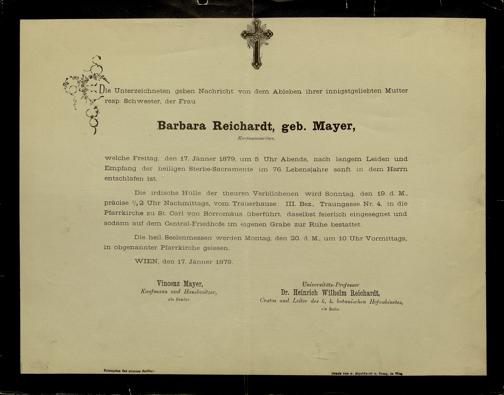 Die Unterzeichneten geben Nachricht von dem Ableben ihrer innigstgeliebten Mutter
resp. Schwester, der Frau
Barbara Reichardt, geb. Mayer,
welche Freitag, den 17. Jänner 1879, um 5 Uhr Abends, nach langem Leiden und
Empfang der heiligen Sterbe-Sacramente im 76. Lebensjahre sanft in dem Herrn
entschlafen ist.
Die irdische Hülle der theuren Verblichenen wird Sonntag, den 19. d. M.,
präcise ½2 Uhr Nachmittags, vom Trauerhause: III. Bez., Traungasse Nr. 4, in die
Pfarrkirche zu St. Carl von Borromäus überführt, daselbst feierlich eingesegnet und
sodann auf dem Central-Friedhof im eigenen Grabe zur Ruhe bestattet.
Die heil. Seelenmessen werden Montag, den 20. d. M., um 10 Uhr Vormittags,
in obgenannter Pfarrkirche gelesen.
WIEN, den 17. Jänner 1879.
Vincenz Mayer,
Kaufmann und Hausbesitzer,
als Bruder
Universitäts-Professor
Dr. Heinrich Wilhelm Reichardt,
Custos und Leiter des k. k. botanischen Hofcabinetes,
als Sohn